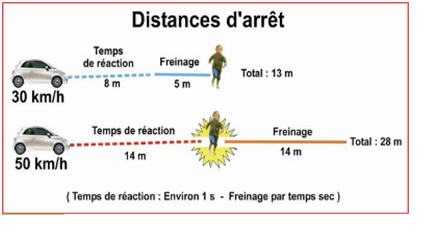 Distances d'arrêt
Temps
de réaction
Freinage
8 m
5 m
Total : 13 m
30 km/h
Temps de réaction
Freinage
14 m
14 m
Total : 28 m
50 km/h
( Temps de réaction : Environ 1 s - Freinage par temps sec )